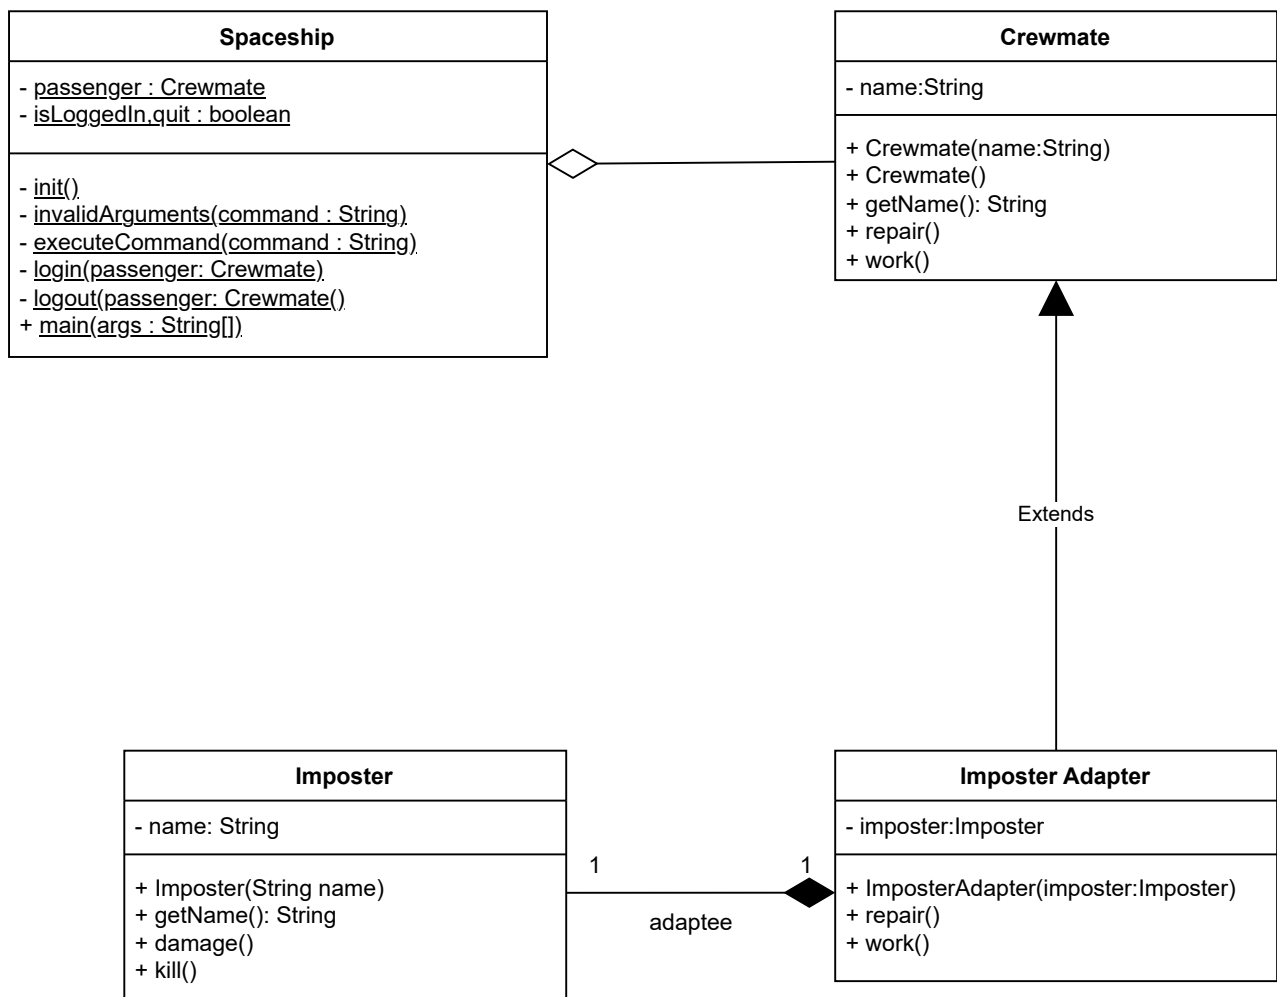 Spaceship
- passenger : Crewmate
- isLoggedIn,quit : boolean
- init()
- invalidArguments(command : String)
- executeCommand(command : String)
- login(passenger: Crewmate)
- logout(passenger: Crewmate()
+ main(args : String[])
Crewmate
- name:String
+ Crewmate(name:String)
+ Crewmate()
+ getName(): String
+ repair()
+ work()
Extends
Imposter
- name: String
+ Imposter(String name)
+ getName(): String
+ damage()
+ kill()
1
1
adaptee
Imposter Adapter
- imposter:Imposter
+ ImposterAdapter(imposter:Imposter)
+ repair()
+ work()